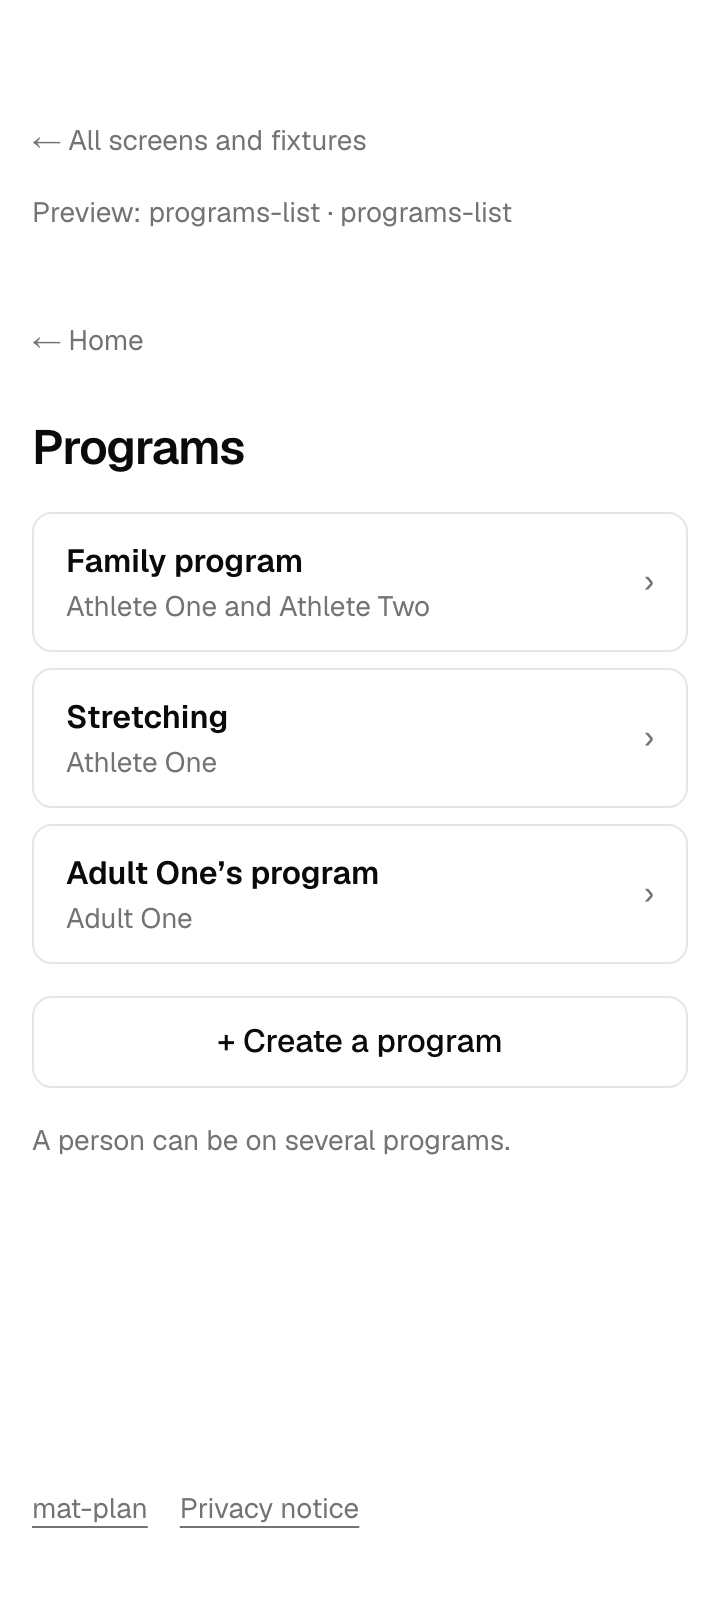 ← All screens and fixtures
Preview: programs-list · programs-list
← Home
Programs
Family program
Athlete One and Athlete Two
›
Stretching
Athlete One
›
Adult One’s program
Adult One
›
+ Create a program
A person can be on several programs.
mat-plan Privacy notice